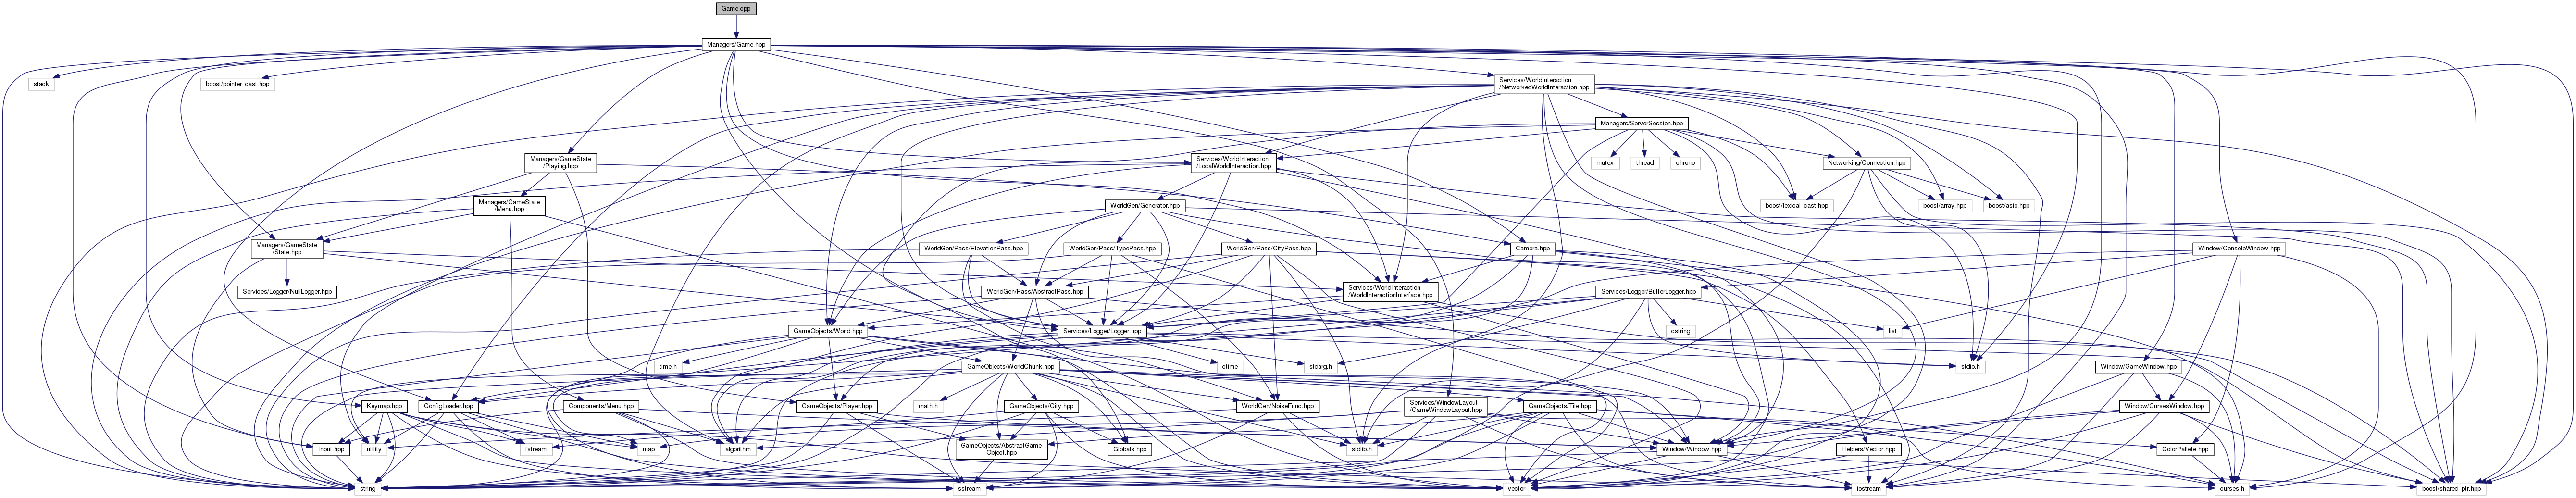 Game.cpp
Managers/Game.hpp
stack
boost/pointer_cast.hpp
Services/WorldInteraction
/NetworkedWorldInteraction.hpp
Managers/ServerSession.hpp
Managers/GameState
/Playing.hpp
Services/WorldInteraction
/LocalWorldInteraction.hpp
mutex
thread
chrono
Networking/Connection.hpp
Managers/GameState
/Menu.hpp
WorldGen/Generator.hpp
boost/lexical_cast.hpp
boost/array.hpp
boost/asio.hpp
Managers/GameState
/State.hpp
WorldGen/Pass/ElevationPass.hpp
WorldGen/Pass/TypePass.hpp
WorldGen/Pass/CityPass.hpp
Camera.hpp
Window/ConsoleWindow.hpp
Services/Logger/NullLogger.hpp
WorldGen/Pass/AbstractPass.hpp
Services/WorldInteraction
/WorldInteractionInterface.hpp
Services/Logger/BufferLogger.hpp
GameObjects/World.hpp
Services/Logger/Logger.hpp
cstring
list
time.h
GameObjects/WorldChunk.hpp
ctime
stdarg.h
stdio.h
Window/GameWindow.hpp
Keymap.hpp
ConfigLoader.hpp
Components/Menu.hpp
GameObjects/Player.hpp
math.h
GameObjects/City.hpp
WorldGen/NoiseFunc.hpp
Services/WindowLayout
/GameWindowLayout.hpp
GameObjects/Tile.hpp
Window/CursesWindow.hpp
Input.hpp
utility
fstream
map
algorithm
GameObjects/AbstractGame
Object.hpp
Globals.hpp
stdlib.h
Window/Window.hpp
Helpers/Vector.hpp
ColorPallete.hpp
string
sstream
vector
iostream
curses.h
boost/shared_ptr.hpp